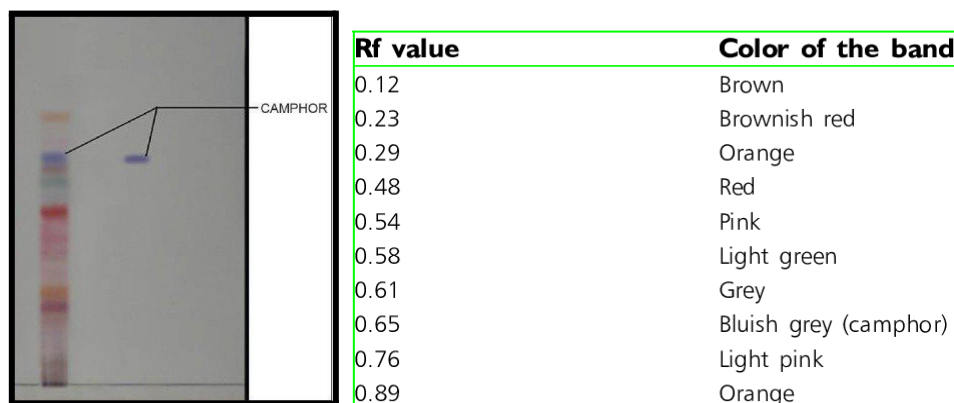 CAMPHOR
Rf value Color of the band
0.12 Brown
0.23 Brownish red
0.29 Orange
0.48 Red
0.54 Pink
0.58 Light green
0.61 Grey
0.65 Bluish grey (camphor)
0.76 Light pink
0.89 Orange